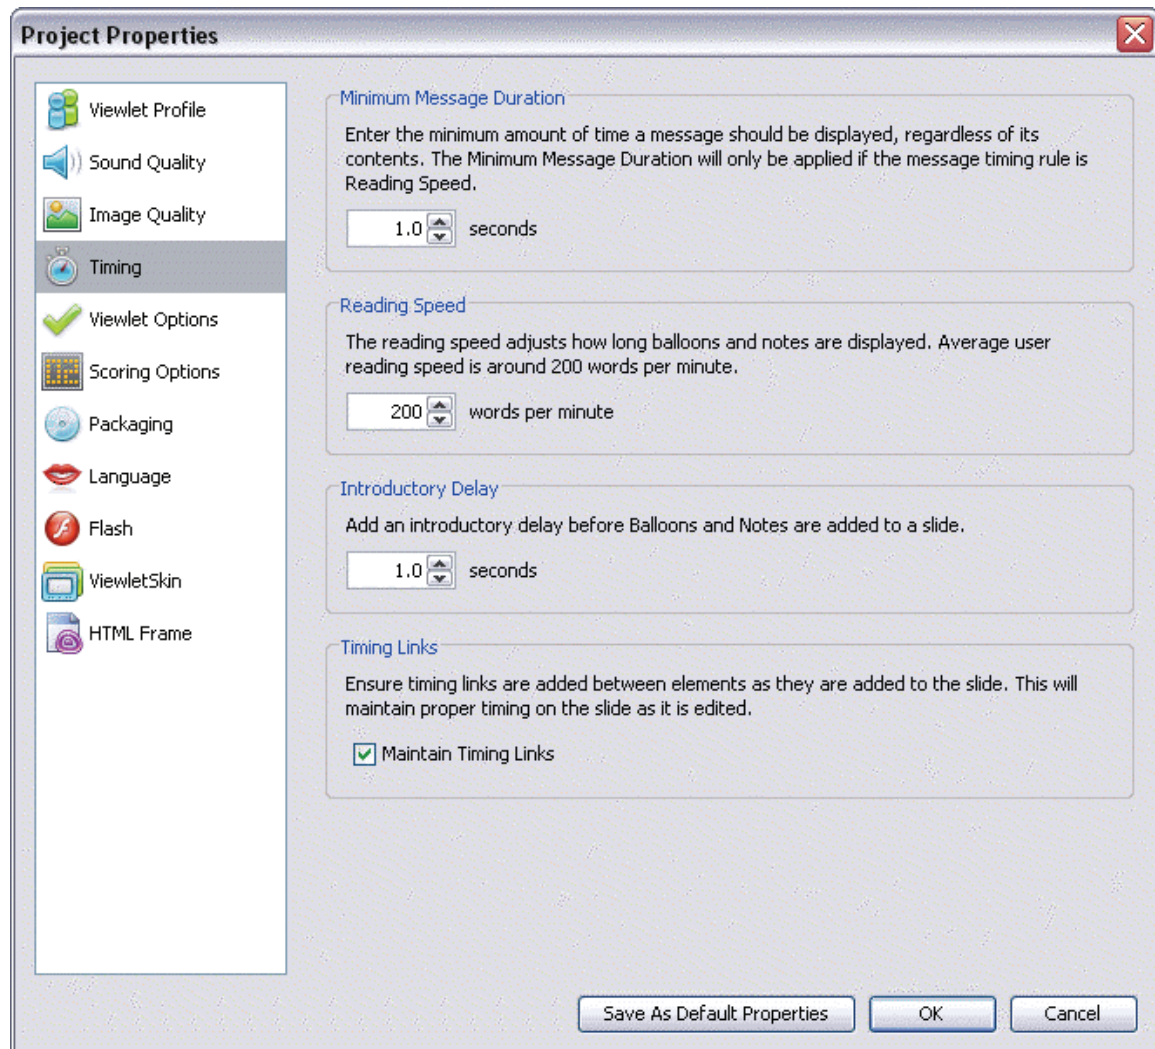 Project Properties
Viewlet Profile
Sound Quality
Image Quality
Timing
Viewlet Options
Scoring Options
Packaging
Language
Flash
ViewletSkin
HTML Frame
Minimum Message Duration
Enter the minimum amount of time a message should be displayed, regardless of its
contents. The Minimum Message Duration will only be applied if the message timing rule is
Reading Speed.
1.0 seconds
Reading Speed
The reading speed adjusts how long balloons and notes are displayed. Average user
reading speed is around 200 words per minute.
200 words per minute
Introductory Delay
Add an introductory delay before Balloons and Notes are added to a slide.
1.0 seconds
Timing Links
Ensure timing links are added between elements as they are added to the slide. This will
maintain proper timing on the slide as it is edited.
Maintain Timing Links
Save As Default Properties OK Cancel